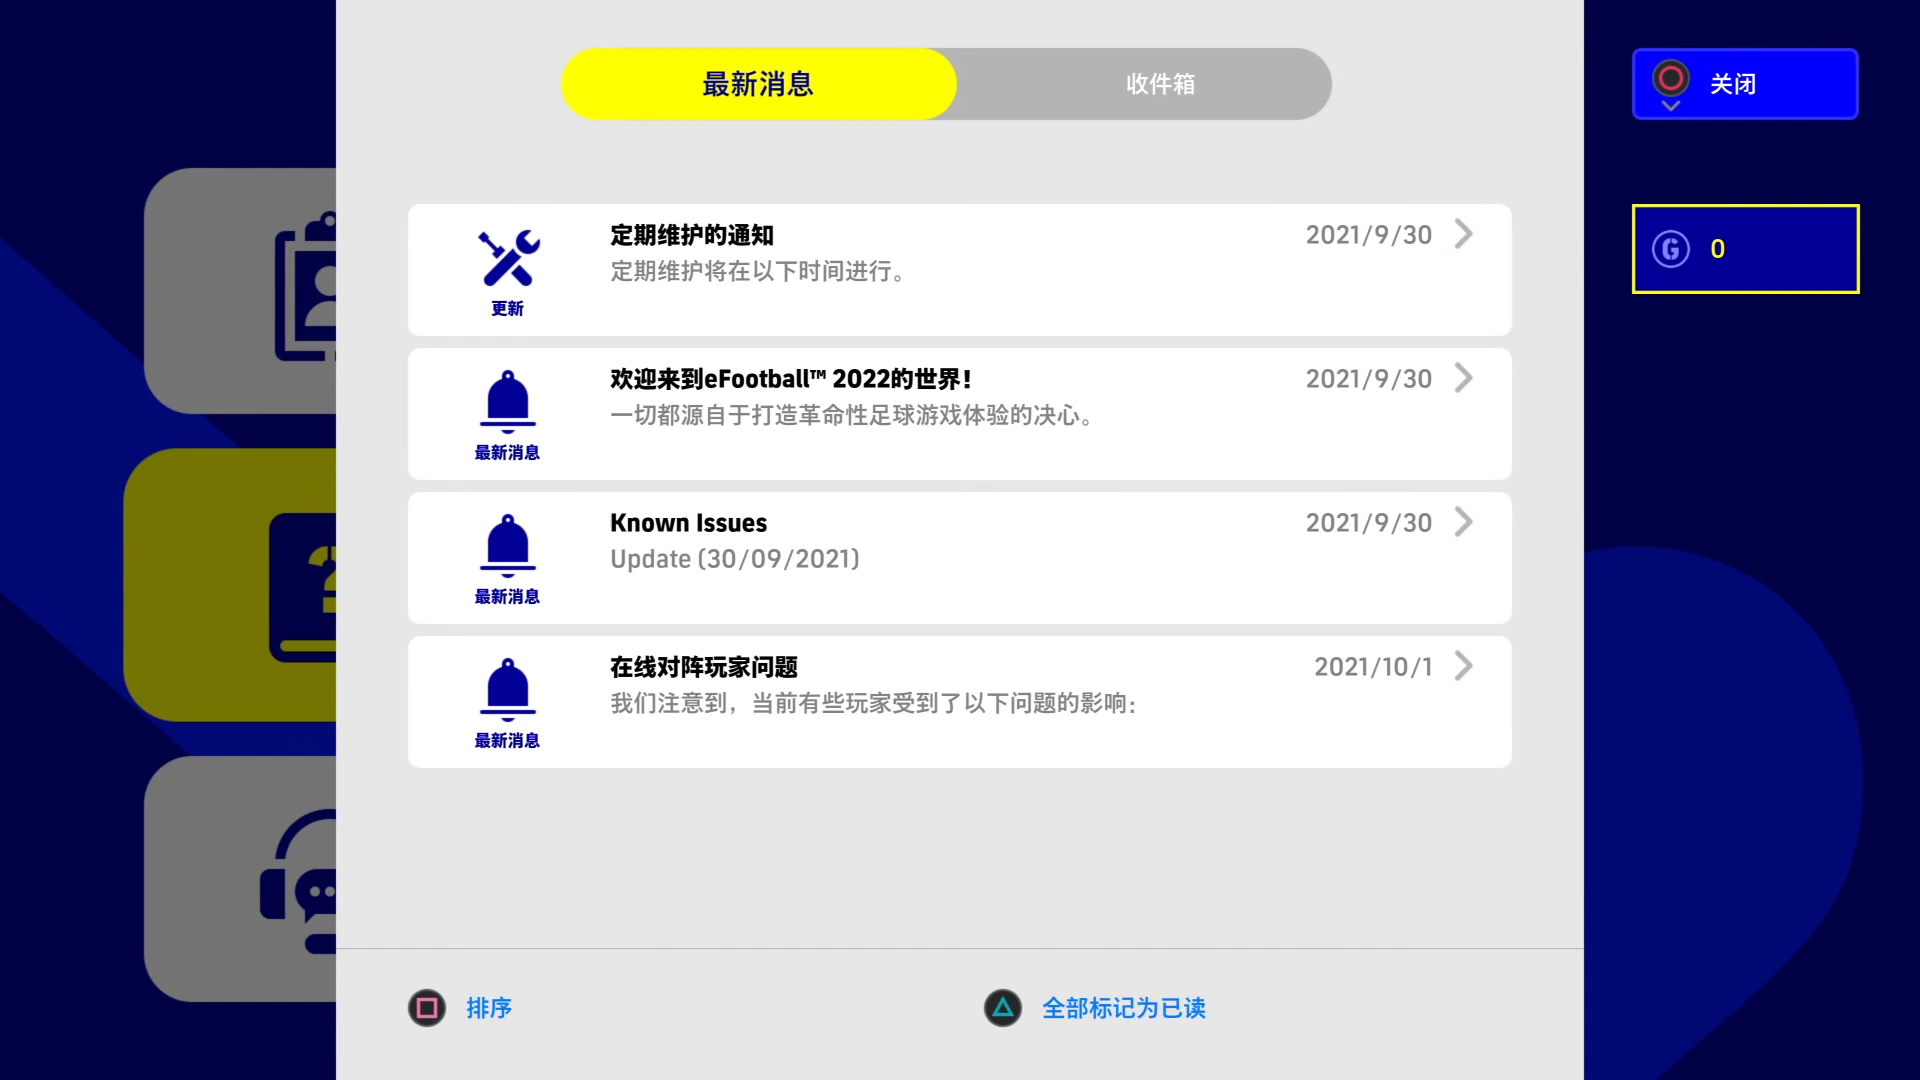 最新消息
收件箱
关闭
0
定期维护的通知
2021/9/30
定期维护将在以下时间进行。
更新
欢迎来到eFootball™ 2022的世界!
2021/9/30
一切都源自于打造革命性足球游戏体验的决心。
最新消息
Known Issues
2021/9/30
Update (30/09/2021)
最新消息
在线对阵玩家问题
2021/10/1
我们注意到，当前有些玩家受到了以下问题的影响:
最新消息
排序
全部标记为已读